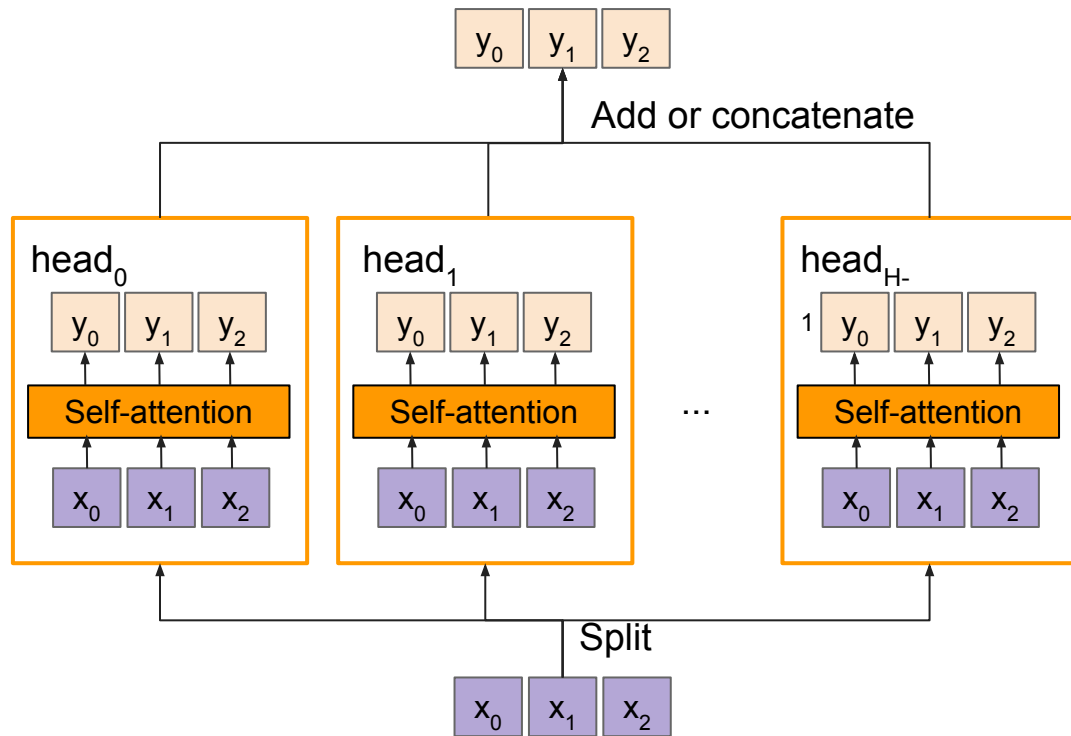 y₀ y₁ y₂
Add or concatenate
head₀ head₁ head_H-
1
y₀ y₁ y₂ y₀ y₁ y₂ y₀ y₁ y₂
Self-attention Self-attention ... Self-attention
x₀ x₁ x₂ x₀ x₁ x₂ x₀ x₁ x₂
Split
x₀ x₁ x₂